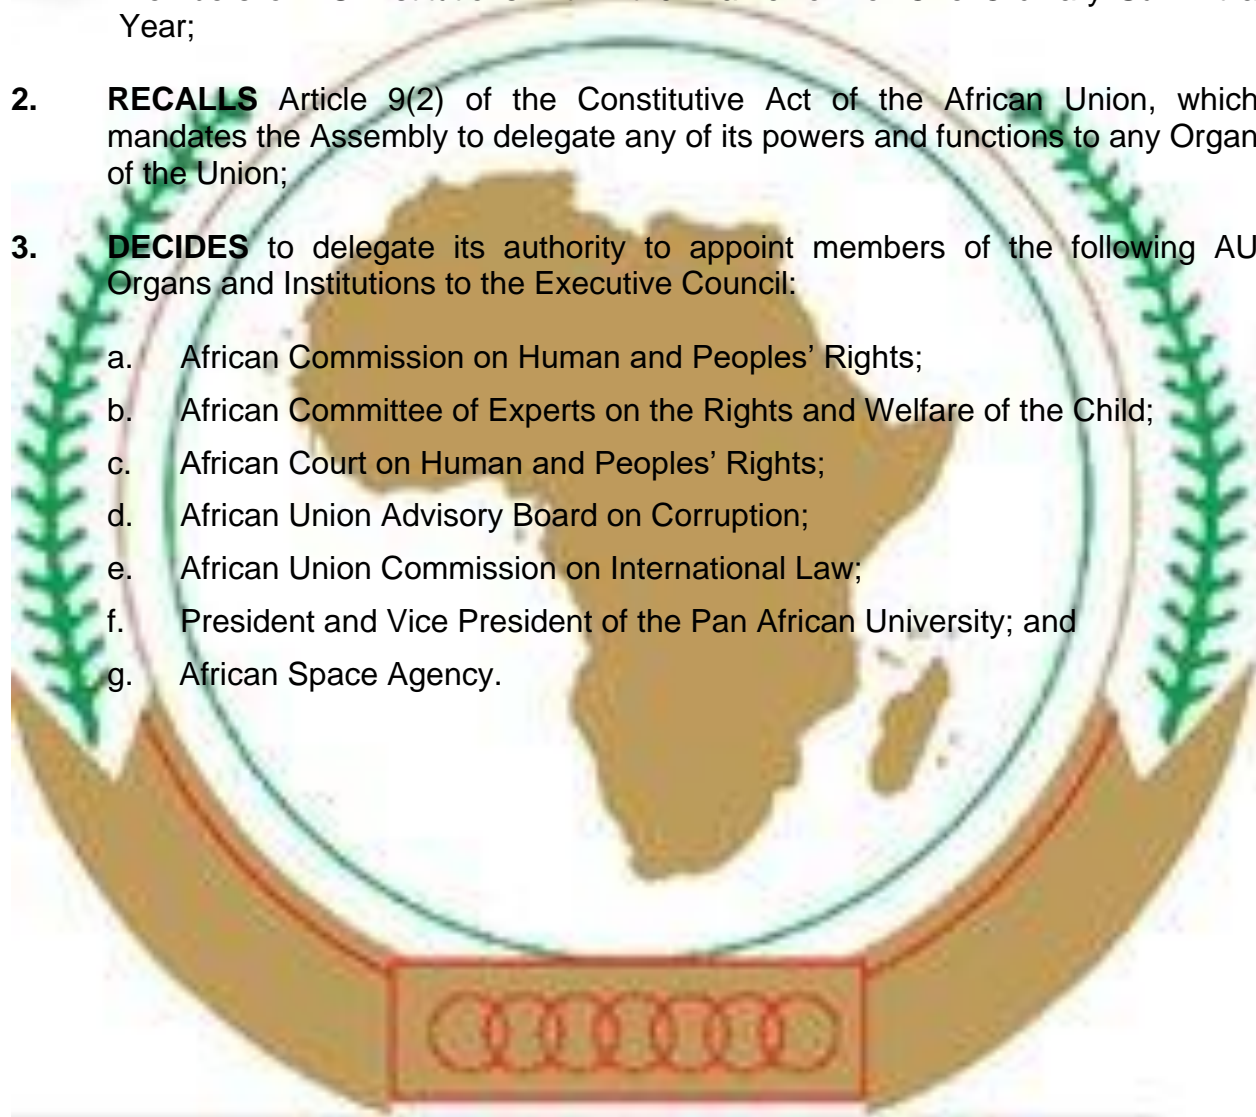 Year;
2. RECALLS Article 9(2) of the Constitutive Act of the African Union, which
mandates the Assembly to delegate any of its powers and functions to any Organ
of the Union;
3. DECIDES to delegate its authority to appoint members of the following AU
Organs and Institutions to the Executive Council:
a. African Commission on Human and Peoples’ Rights;
b. African Committee of Experts on the Rights and Welfare of the Child;
c. African Court on Human and Peoples’ Rights;
d. African Union Advisory Board on Corruption;
e. African Union Commission on International Law;
f. President and Vice President of the Pan African University; and
g. African Space Agency.